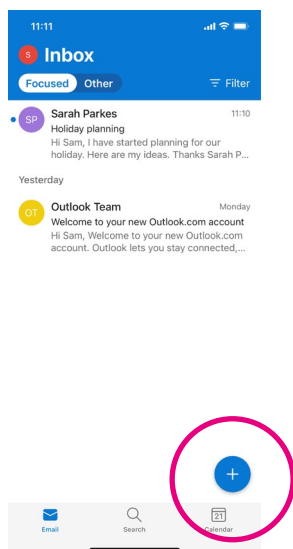 11:11
S Inbox
Focused Other Filter
SP Sarah Parkes 11:10
Holiday planning
Hi Sam, I have started planning for our
holiday. Here are my ideas. Thanks Sarah P...
Yesterday
OT Outlook Team Monday
Welcome to your new Outlook.com account
Hi Sam, Welcome to your new Outlook.com
account. Outlook lets you stay connected,...
21
Email Search Calendar